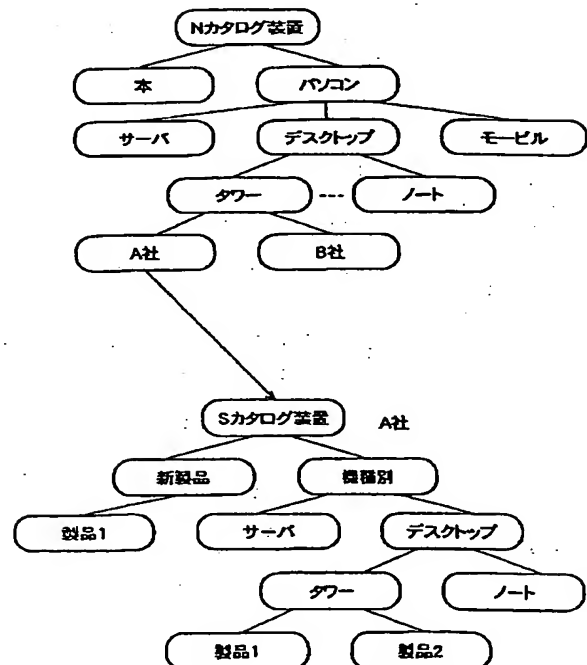 Nカタログ装置
本
パソコン
サーバ
デスクトップ
モービル
タワー
---
ノート
A社
B社
Sカタログ装置
A社
新製品
機種別
製品1
サーバ
デスクトップ
タワー
ノート
製品1
製品2